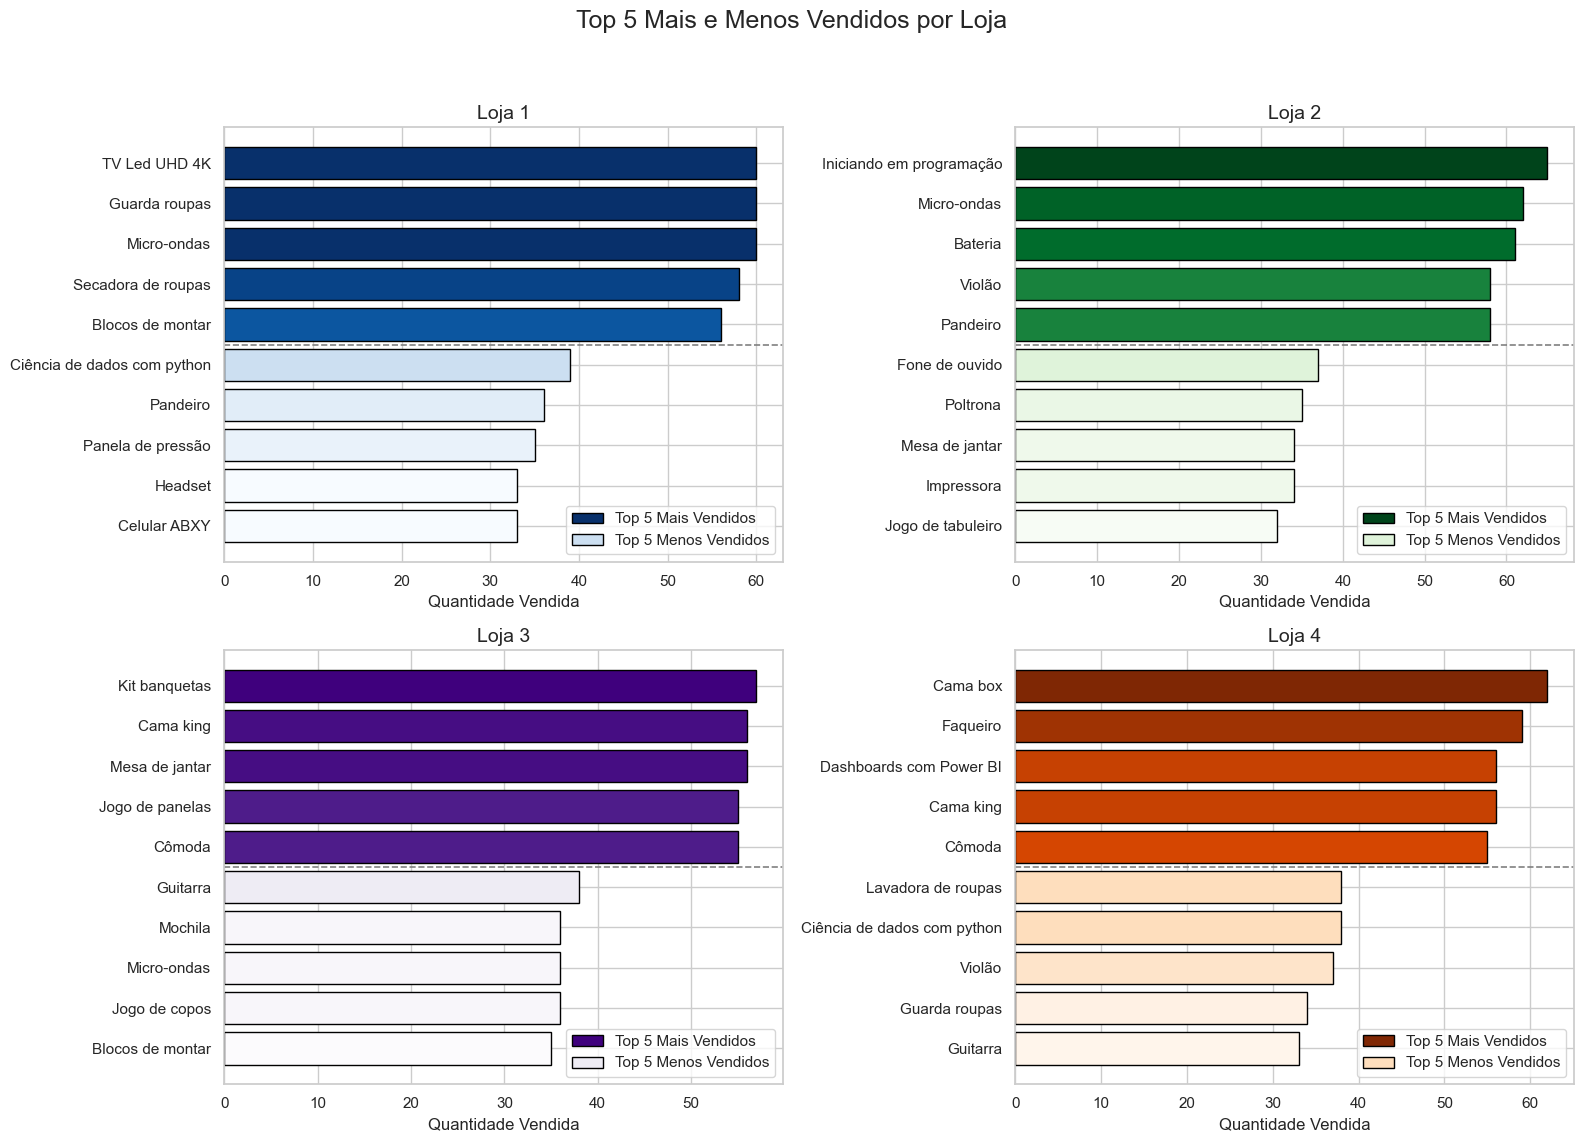 Top 5 Mais e Menos Vendidos por Loja
Loja 1
TV Led UHD 4K
Guarda roupas
Micro-ondas
Secadora de roupas
Blocos de montar
Ciência de dados com python
Pandeiro
Panela de pressão
Headset
Celular ABXY
Top 5 Mais Vendidos
Top 5 Menos Vendidos
0 10 20 30 40 50 60
Quantidade Vendida
Loja 2
Iniciando em programação
Micro-ondas
Bateria
Violão
Pandeiro
Fone de ouvido
Poltrona
Mesa de jantar
Impressora
Jogo de tabuleiro
Top 5 Mais Vendidos
Top 5 Menos Vendidos
0 10 20 30 40 50 60
Quantidade Vendida
Loja 3
Kit banquetas
Cama king
Mesa de jantar
Jogo de panelas
Cômoda
Guitarra
Mochila
Micro-ondas
Jogo de copos
Blocos de montar
Top 5 Mais Vendidos
Top 5 Menos Vendidos
0 10 20 30 40 50
Quantidade Vendida
Loja 4
Cama box
Faqueiro
Dashboards com Power BI
Cama king
Cômoda
Lavadora de roupas
Ciência de dados com python
Violão
Guarda roupas
Guitarra
Top 5 Mais Vendidos
Top 5 Menos Vendidos
0 10 20 30 40 50 60
Quantidade Vendida